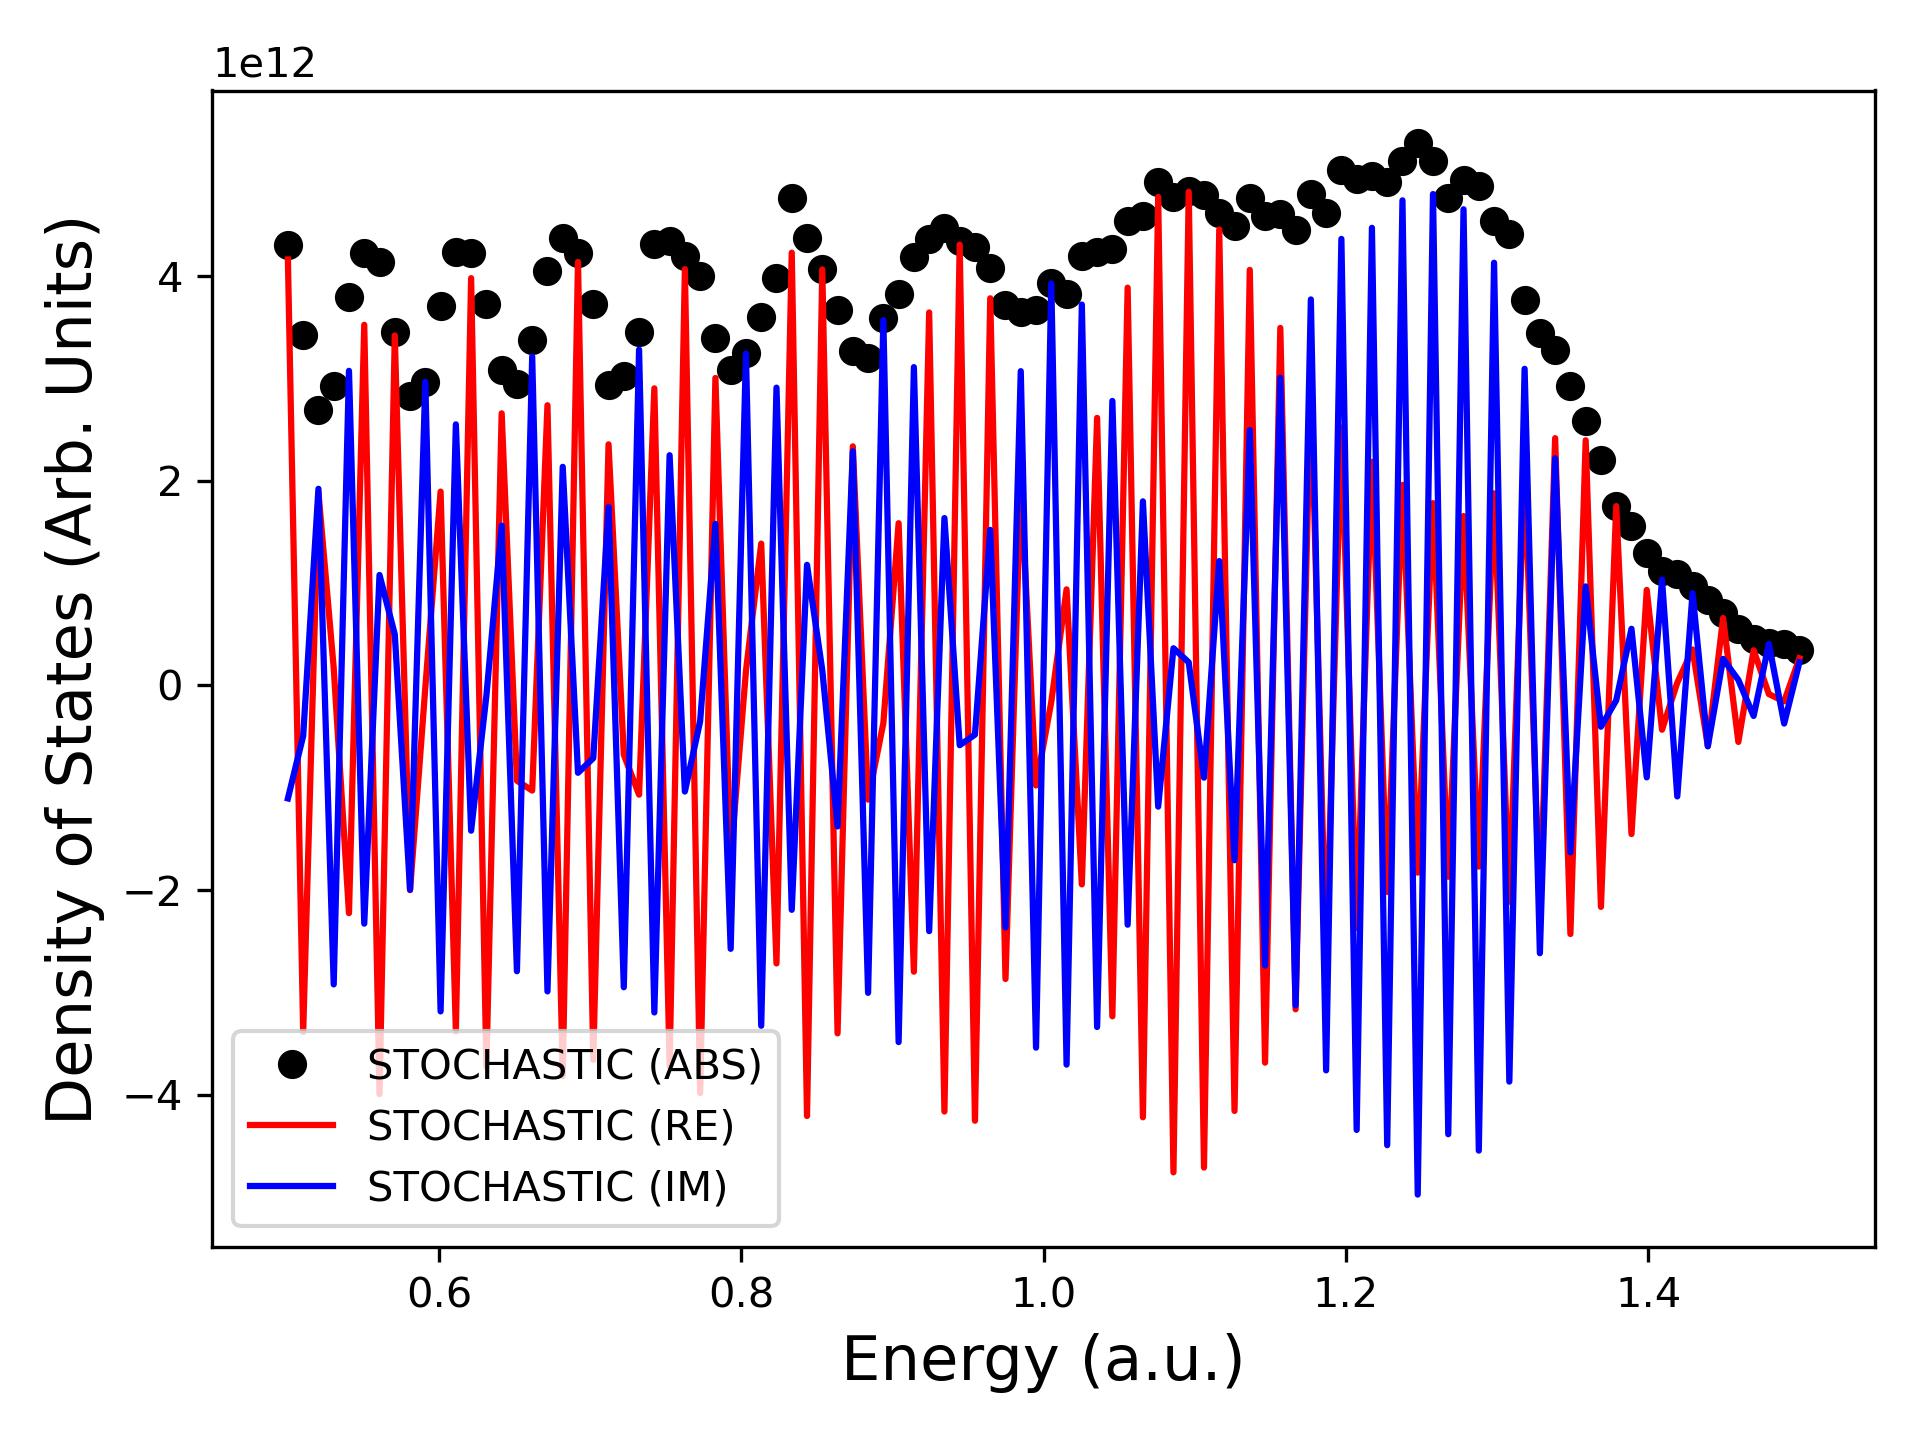 1e12
Density of States (Arb. Units)
4
2
0
−2
−4
STOCHASTIC (ABS)
STOCHASTIC (RE)
STOCHASTIC (IM)
0.6 0.8 1.0 1.2 1.4
Energy (a.u.)